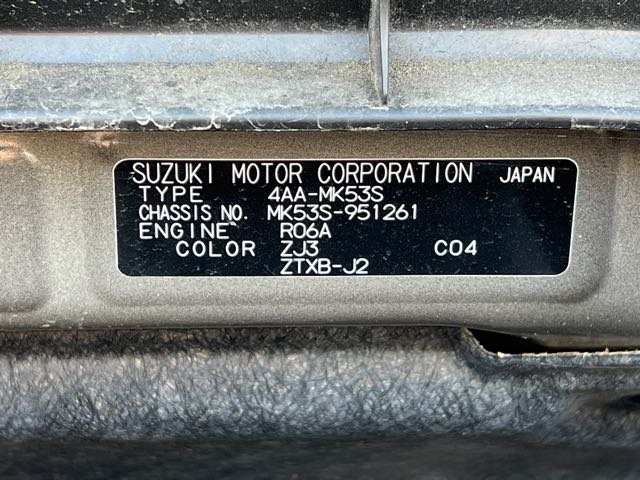 SUZUKI MOTOR CORPORATION JAPAN
TYPE 4AA-MK53S
CHASSIS NO. MK53S-951261
ENGINE R06A
COLOR ZJ3 C04
ZTXB-J2